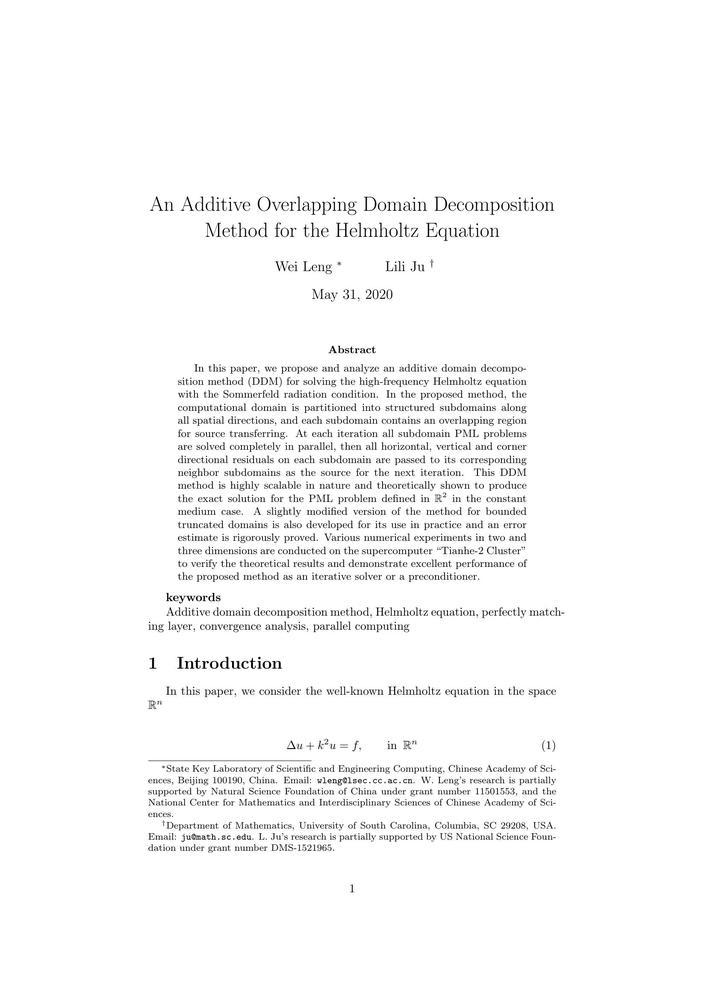 An Additive Overlapping Domain Decomposition
Method for the Helmholtz Equation
Wei Leng * Lili Ju †
May 31, 2020
Abstract
In this paper, we propose and analyze an additive domain decompo-
sition method (DDM) for solving the high-frequency Helmholtz equation
with the Sommerfeld radiation condition. In the proposed method, the
computational domain is partitioned into structured subdomains along
all spatial directions, and each subdomain contains an overlapping region
for source transferring. At each iteration all subdomain PML problems
are solved completely in parallel, then all horizontal, vertical and corner
directional residuals on each subdomain are passed to its corresponding
neighbor subdomains as the source for the next iteration. This DDM
method is highly scalable in nature and theoretically shown to produce
the exact solution for the PML problem defined in ℝ² in the constant
medium case. A slightly modified version of the method for bounded
truncated domains is also developed for its use in practice and an error
estimate is rigorously proved. Various numerical experiments in two and
three dimensions are conducted on the supercomputer “Tianhe-2 Cluster”
to verify the theoretical results and demonstrate excellent performance of
the proposed method as an iterative solver or a preconditioner.
keywords
Additive domain decomposition method, Helmholtz equation, perfectly match-
ing layer, convergence analysis, parallel computing
1 Introduction
In this paper, we consider the well-known Helmholtz equation in the space
ℝⁿ
Δu + k²u = f, in ℝⁿ (1)
*State Key Laboratory of Scientific and Engineering Computing, Chinese Academy of Sci-
ences, Beijing 100190, China. Email: wleng@lsec.cc.ac.cn. W. Leng's research is partially
supported by Natural Science Foundation of China under grant number 11501553, and the
National Center for Mathematics and Interdisciplinary Sciences of Chinese Academy of Sci-
ences.
†Department of Mathematics, University of South Carolina, Columbia, SC 29208, USA.
Email: ju@math.sc.edu. L. Ju's research is partially supported by US National Science Foun-
dation under grant number DMS-1521965.
1